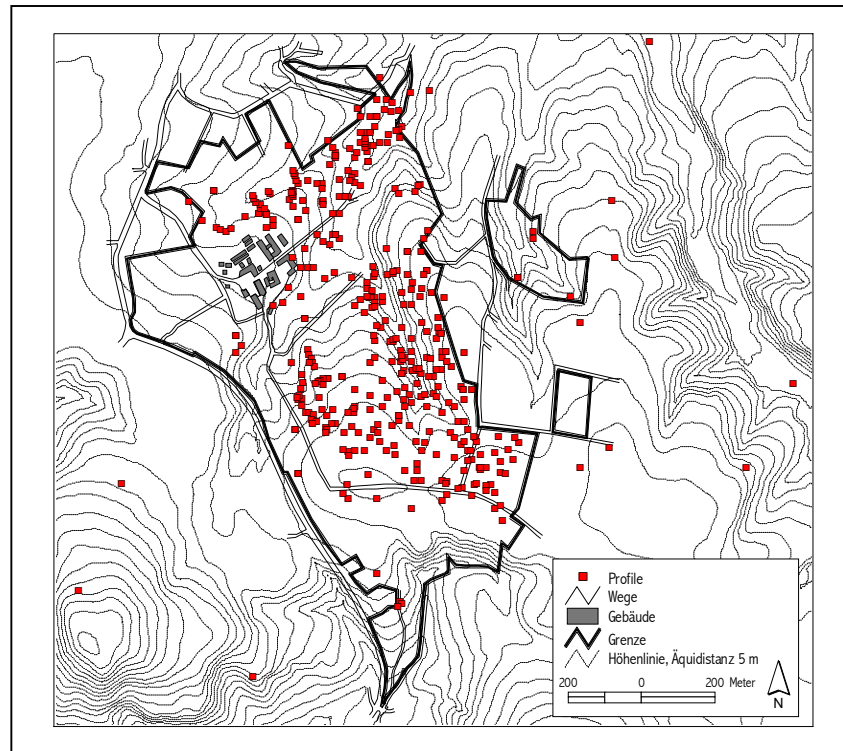 Profile
Wege
Gebäude
Grenze
Höhenlinie, Äquidistanz 5 m
200 0 200 Meter
N